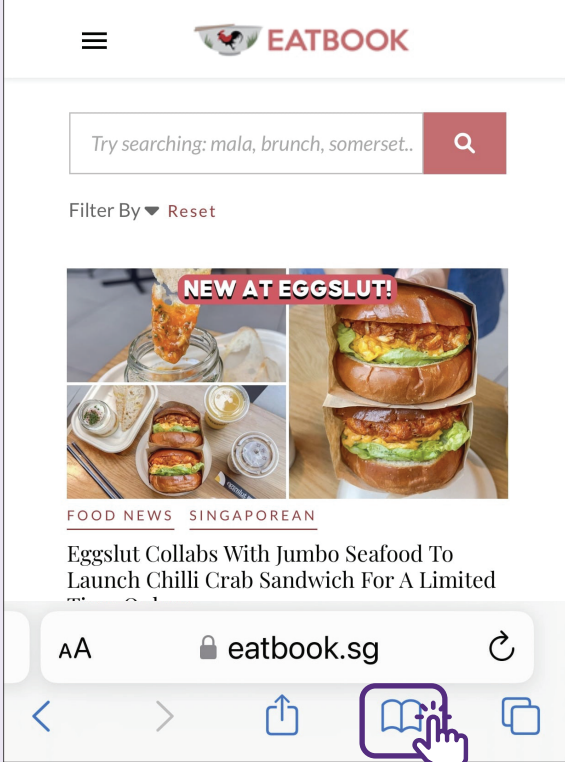 EATBOOK
Try searching: mala, brunch, somerset..
Filter By Reset
NEW AT EGGSLUT!
FOOD NEWS SINGAPOREAN
Eggslut Collabs With Jumbo Seafood To
Launch Chilli Crab Sandwich For A Limited
AA eatbook.sg